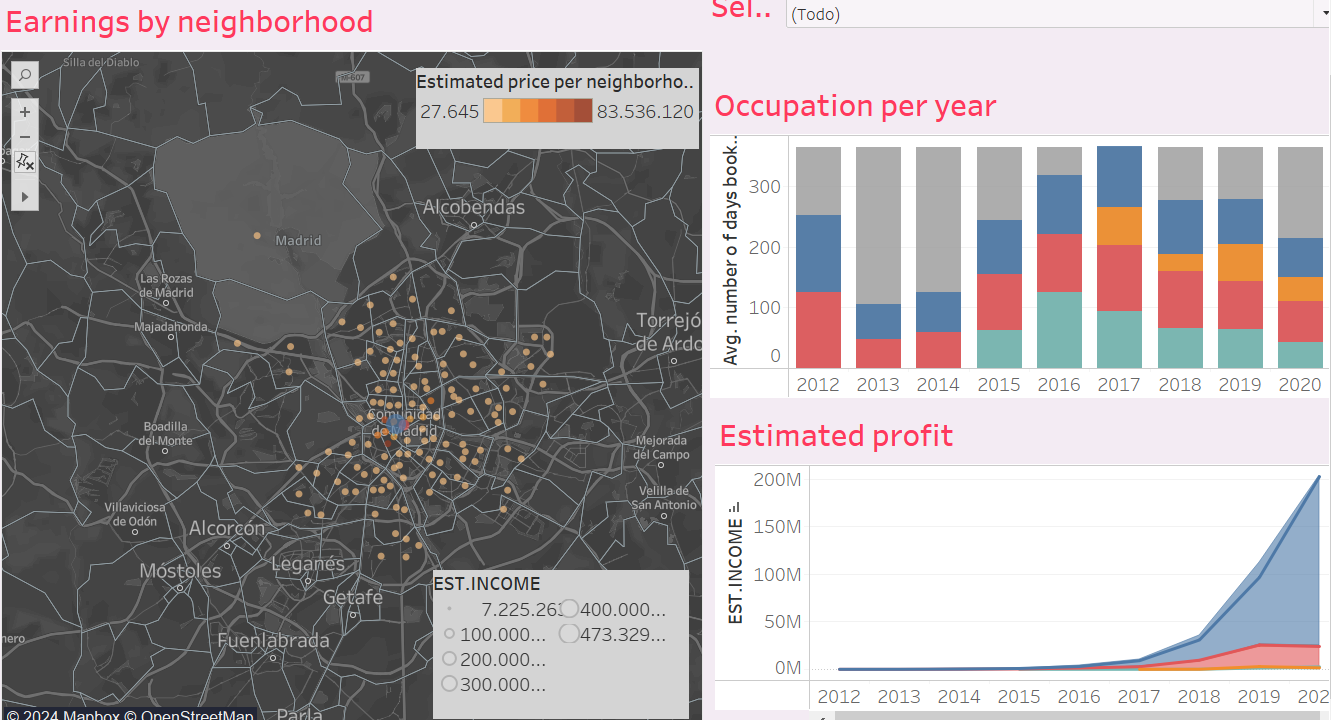 Earnings by neighborhood
Sel..
(Todo)
Silla del Diablo
Estimated price per neighborho..
27.645
83.536.120
Alcobendas
Madrid
Las Rozas
de Madrid
Majadahonda
Torrejó
de Ardo
Comunidad
de Madrid
Boadilla
del Monte
Mejorada
del Campo
Villaviciosa
de Odón
Velilla de
San Antonio
Alcorcón
Móstoles
Leganés
Getafe
Fuenlabrada
nero
Parla
EST.INCOME
400.000...
100.000...
473.329...
200.000...
300.000...
© 2024 Mapbox © OpenStreetMap
Occupation per year
Avg. number o f days book..
300
200
100
0
2012 2013 2014 2015 2016 2017 2018 2019 2020
Estimated profit
EST.INCOME
200M
150M
100M
50M
0M
2012 2013 2014 2015 2016 2017 2018 2019 202